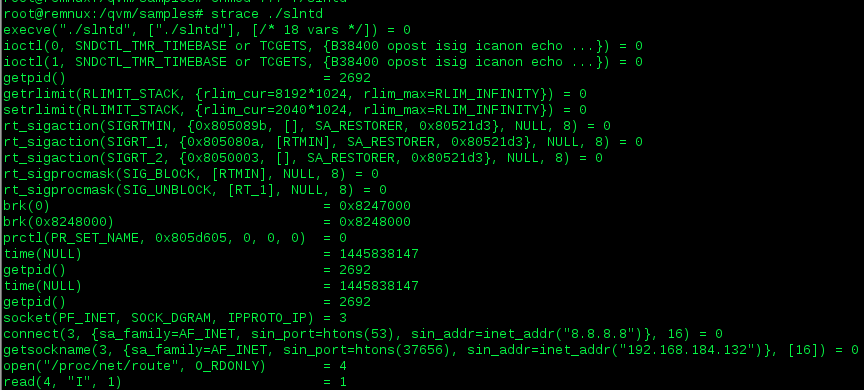 root@remnux:/qvm/samples# strace ./slntd
execve("./slntd", ["./slntd"], [/* 18 vars */]) = 0
ioctl(0, SNDCTL_TMR_TIMEBASE or TCGETS, {B38400 opost isig icanon echo ...}) = 0
ioctl(1, SNDCTL_TMR_TIMEBASE or TCGETS, {B38400 opost isig icanon echo ...}) = 0
getpid() = 2692
getrlimit(RLIMIT_STACK, {rlim_cur=8192*1024, rlim_max=RLIM_INFINITY}) = 0
setrlimit(RLIMIT_STACK, {rlim_cur=2040*1024, rlim_max=RLIM_INFINITY}) = 0
rt_sigaction(SIGRTMIN, {0x805089b, [], SA_RESTORER, 0x80521d3}, NULL, 8) = 0
rt_sigaction(SIGRT_1, {0x805080a, [RTMIN], SA_RESTORER, 0x80521d3}, NULL, 8) = 0
rt_sigaction(SIGRT_2, {0x8050003, [], SA_RESTORER, 0x80521d3}, NULL, 8) = 0
rt_sigprocmask(SIG_BLOCK, [RTMIN], NULL, 8) = 0
rt_sigprocmask(SIG_UNBLOCK, [RT_1], NULL, 8) = 0
brk(0) = 0x8247000
brk(0x8248000) = 0x8248000
prctl(PR_SET_NAME, 0x805d605, 0, 0, 0) = 0
time(NULL) = 1445838147
getpid() = 2692
time(NULL) = 1445838147
getpid() = 2692
socket(PF_INET, SOCK_DGRAM, IPPROTO_IP) = 3
connect(3, {sa_family=AF_INET, sin_port=htons(53), sin_addr=inet_addr("8.8.8.8")}, 16) = 0
getsockname(3, {sa_family=AF_INET, sin_port=htons(37656), sin_addr=inet_addr("192.168.184.132")}, [16]) = 0
open("/proc/net/route", O_RDONLY) = 4
read(4, "I", 1) = 1